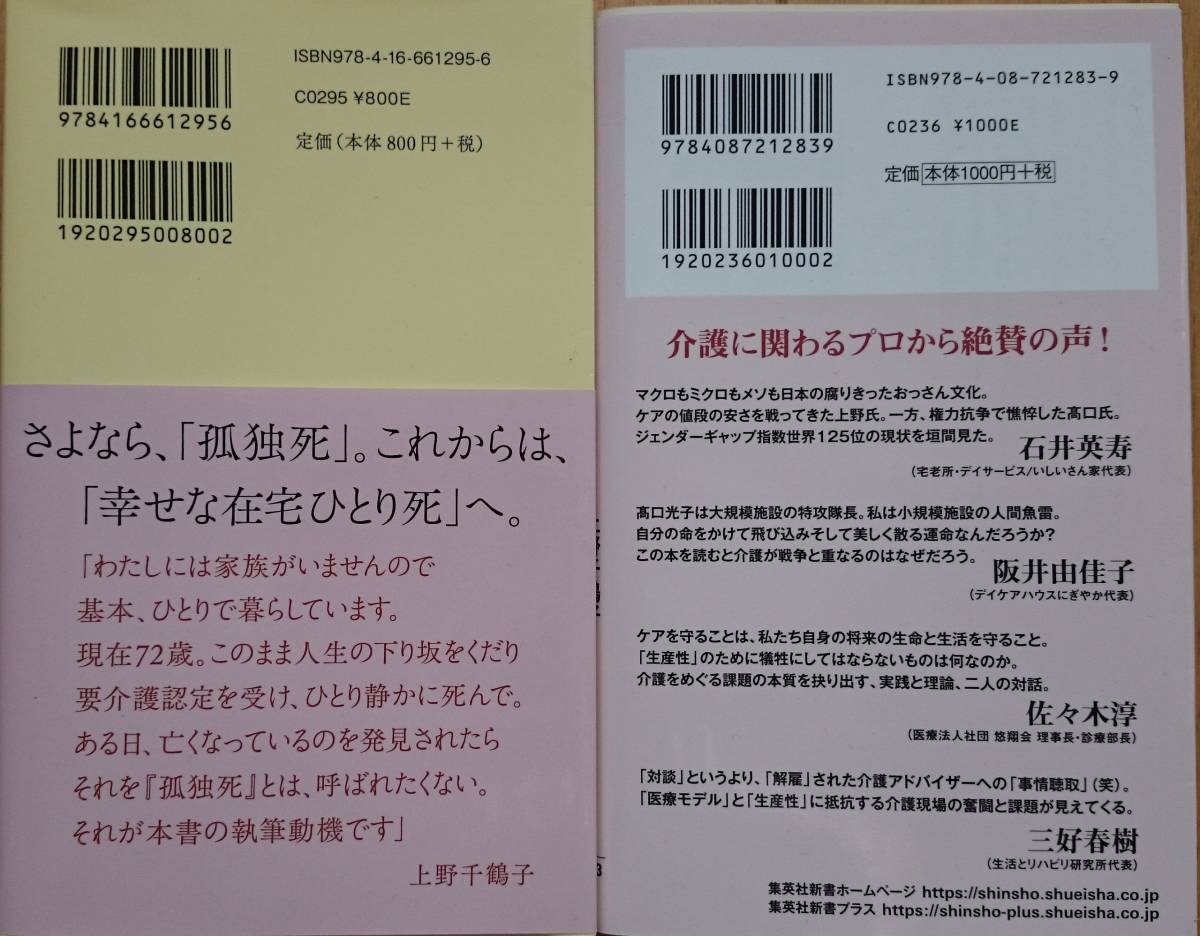 ISBN978-4-16-661295-6
C0295 ¥800E
定価(本体 800円+税)
9784166612956
1920295008002
さよなら、「孤独死」。これからは、
「幸せな在宅ひとり死」へ。
「わたしには家族がいませんので
基本、ひとりで暮らしています。
現在72歳。このまま人生の下り坂をくだり
要介護認定を受け、ひとり静かに死んで。
ある日、亡くなっているのを発見されたら
それを『孤独死』とは、呼ばれたくない。
それが本書の執筆動機です」
上野千鶴子
ISBN978-4-08-721283-9
C0236 ¥1000E
定価 本体1000円+税
9784087212839
1920236010002
介護に関わるプロから絶賛の声!
マクロもミクロもメソも日本の腐りきったおっさん文化。
ケアの値段の安さを戦ってきた上野氏。一方、権力抗争で憔悴した髙口氏。
ジェンダーギャップ指数世界125位の現状を垣間見た。
石井英寿
(宅老所・デイサービス/いしいさん家代表)
髙口光子は大規模施設の特攻隊長。私は小規模施設の人間魚雷。
自分の命をかけて飛び込みそして美しく散る運命なんだろうか?
この本を読むと介護が戦争と重なるのはなぜだろう。
阪井由佳子
(デイケアハウスにぎやか代表)
ケアを守ることは、私たち自身の将来の生命と生活を守ること。
「生産性」のために犠牲にしてはならないものは何なのか。
介護をめぐる課題の本質を抉り出す、実践と理論、二人の対話。
佐々木淳
(医療法人社団 悠翔会 理事長・診療部長)
「対談」というより、「解雇」された介護アドバイザーへの「事情聴取」(笑)。
「医療モデル」と「生産性」に抵抗する介護現場の奮闘と課題が見えてくる。
三好春樹
(生活とリハビリ研究所代表)
集英社新書ホームページ https://shinsho.shueisha.co.jp
集英社新書プラス https://shinsho-plus.shueisha.co.jp